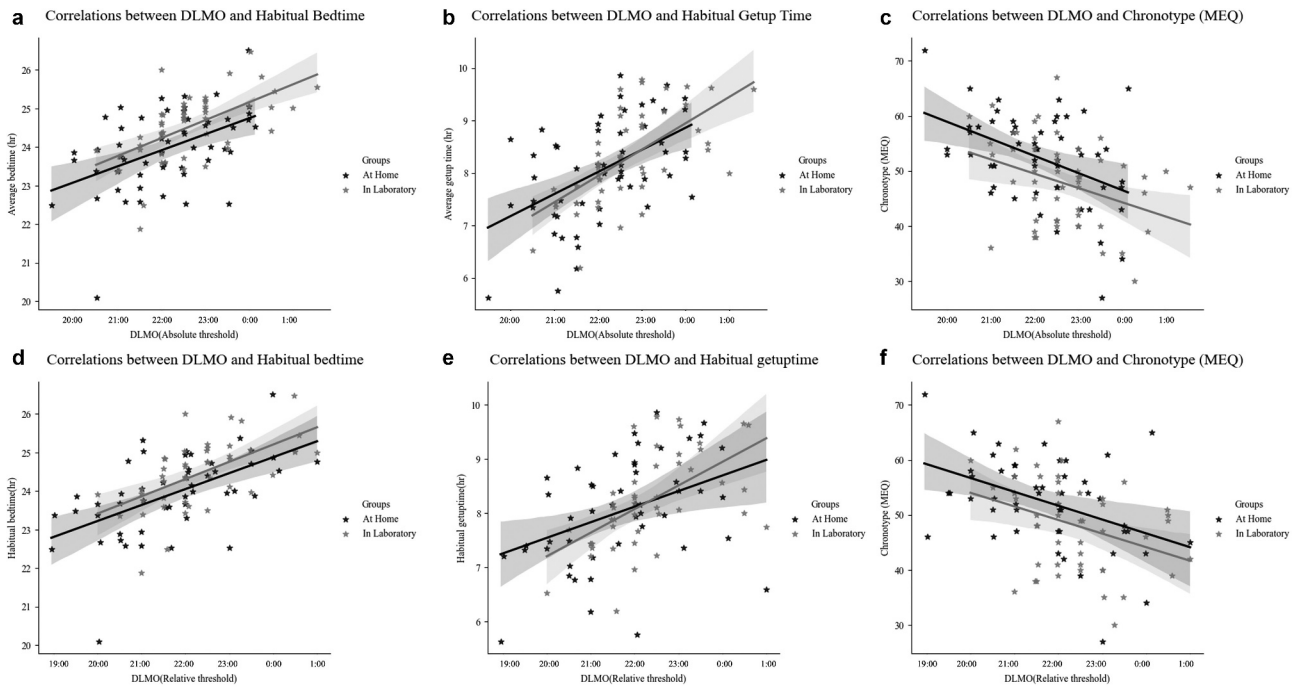 a Correlations between DLMO and Habitual Bedtime
Average bedtime (hr)
26
25
24
23
22
21
20
20:00 21:00 22:00 23:00 0:00 1:00
DLMO(Absolute threshold)
Groups
At Home
In Laboratory
b Correlations between DLMO and Habitual Getup Time
Average getup time (hr)
10
9
8
7
6
20:00 21:00 22:00 23:00 0:00 1:00
DLMO(Absolute threshold)
Groups
At Home
In Laboratory
c Correlations between DLMO and Chronotype (MEQ)
Chronotype (MEQ)
70
60
50
40
30
20:00 21:00 22:00 23:00 0:00 1:00
DLMO(Absolute threshold)
Groups
At Home
In Laboratory
d Correlations between DLMO and Habitual bedtime
Habitual bedtime(hr)
26
25
24
23
22
21
20
19:00 20:00 21:00 22:00 23:00 0:00 1:00
DLMO(Relative threshold)
Groups
At Home
In Laboratory
e Correlations between DLMO and Habitual getuptime
Habitual getuptime(hr)
10
9
8
7
6
19:00 20:00 21:00 22:00 23:00 0:00 1:00
DLMO(Relative threshold)
Groups
At Home
In Laboratory
f Correlations between DLMO and Chronotype (MEQ)
Chronotype (MEQ)
70
60
50
40
30
19:00 20:00 21:00 22:00 23:00 0:00 1:00
DLMO(Relative threshold)
Groups
At Home
In Laboratory